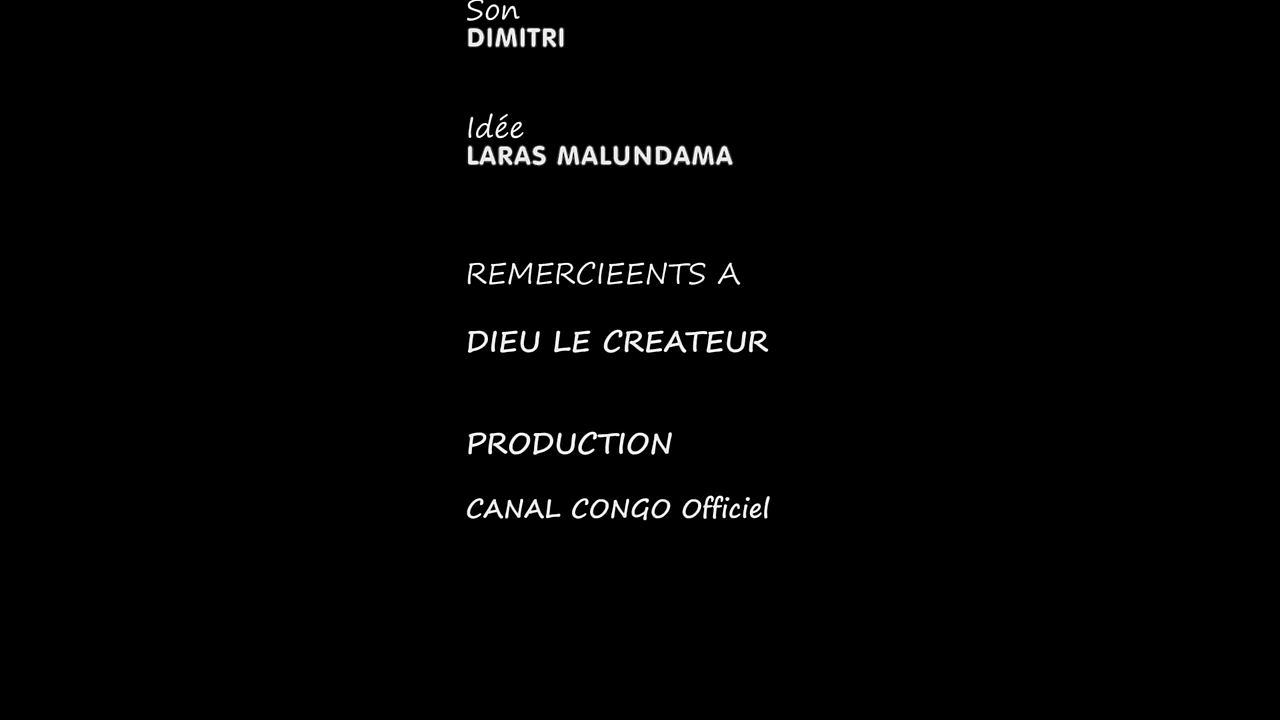 Son
DIMITRI
Idée
LARAS MALUNDAMA
REMERCIEENTS A
DIEU LE CREATEUR
PRODUCTION
CANAL CONGO Officiel